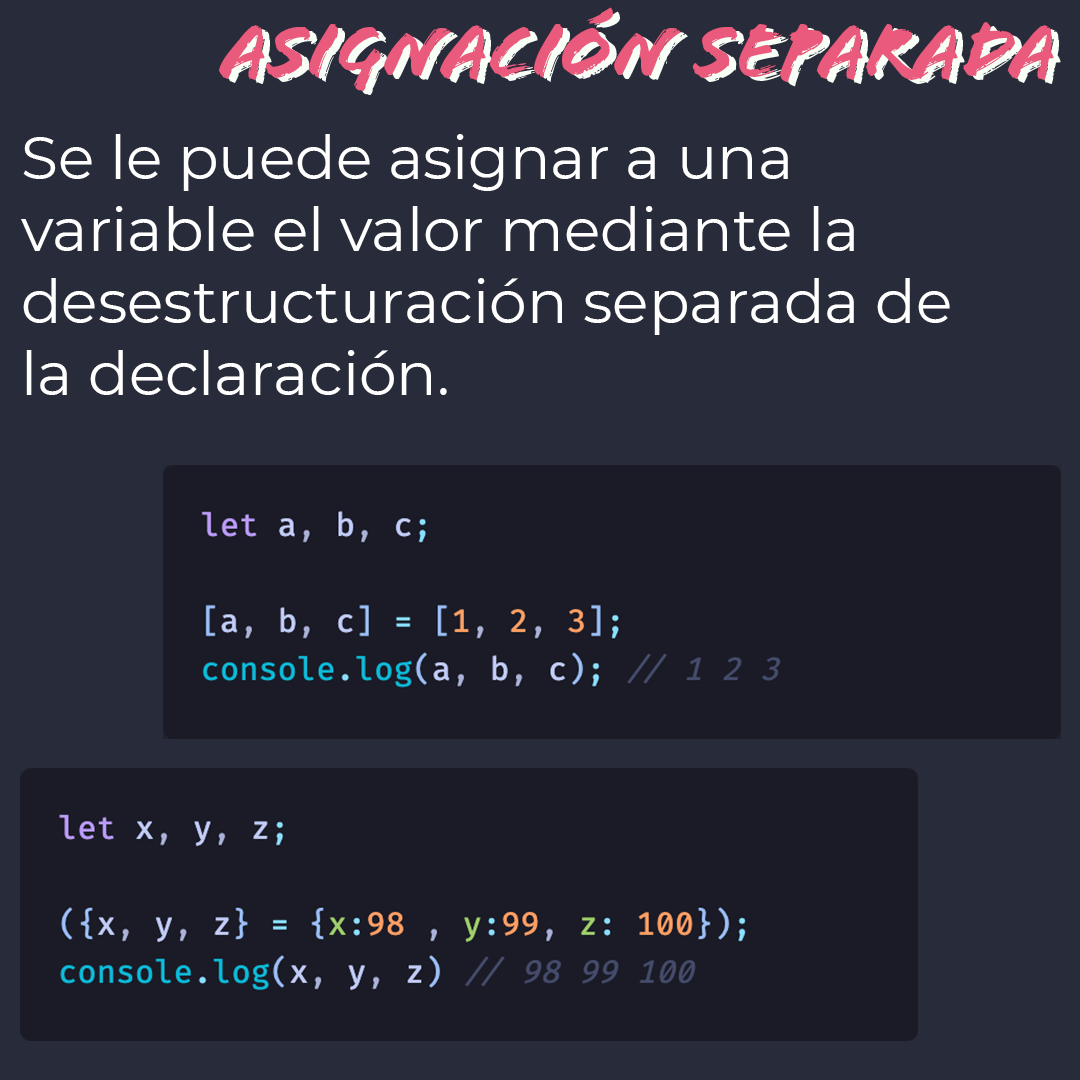 ASIGNACIÓN SEPARADA
Se le puede asignar a una
variable el valor mediante la
desestructuración separada de
la declaración.
let a, b, c;
[a, b, c] = [1, 2, 3];
console.log(a, b, c); // 1 2 3
let x, y, z;
({x, y, z} = {x:98 , y:99, z: 100});
console.log(x, y, z) // 98 99 100